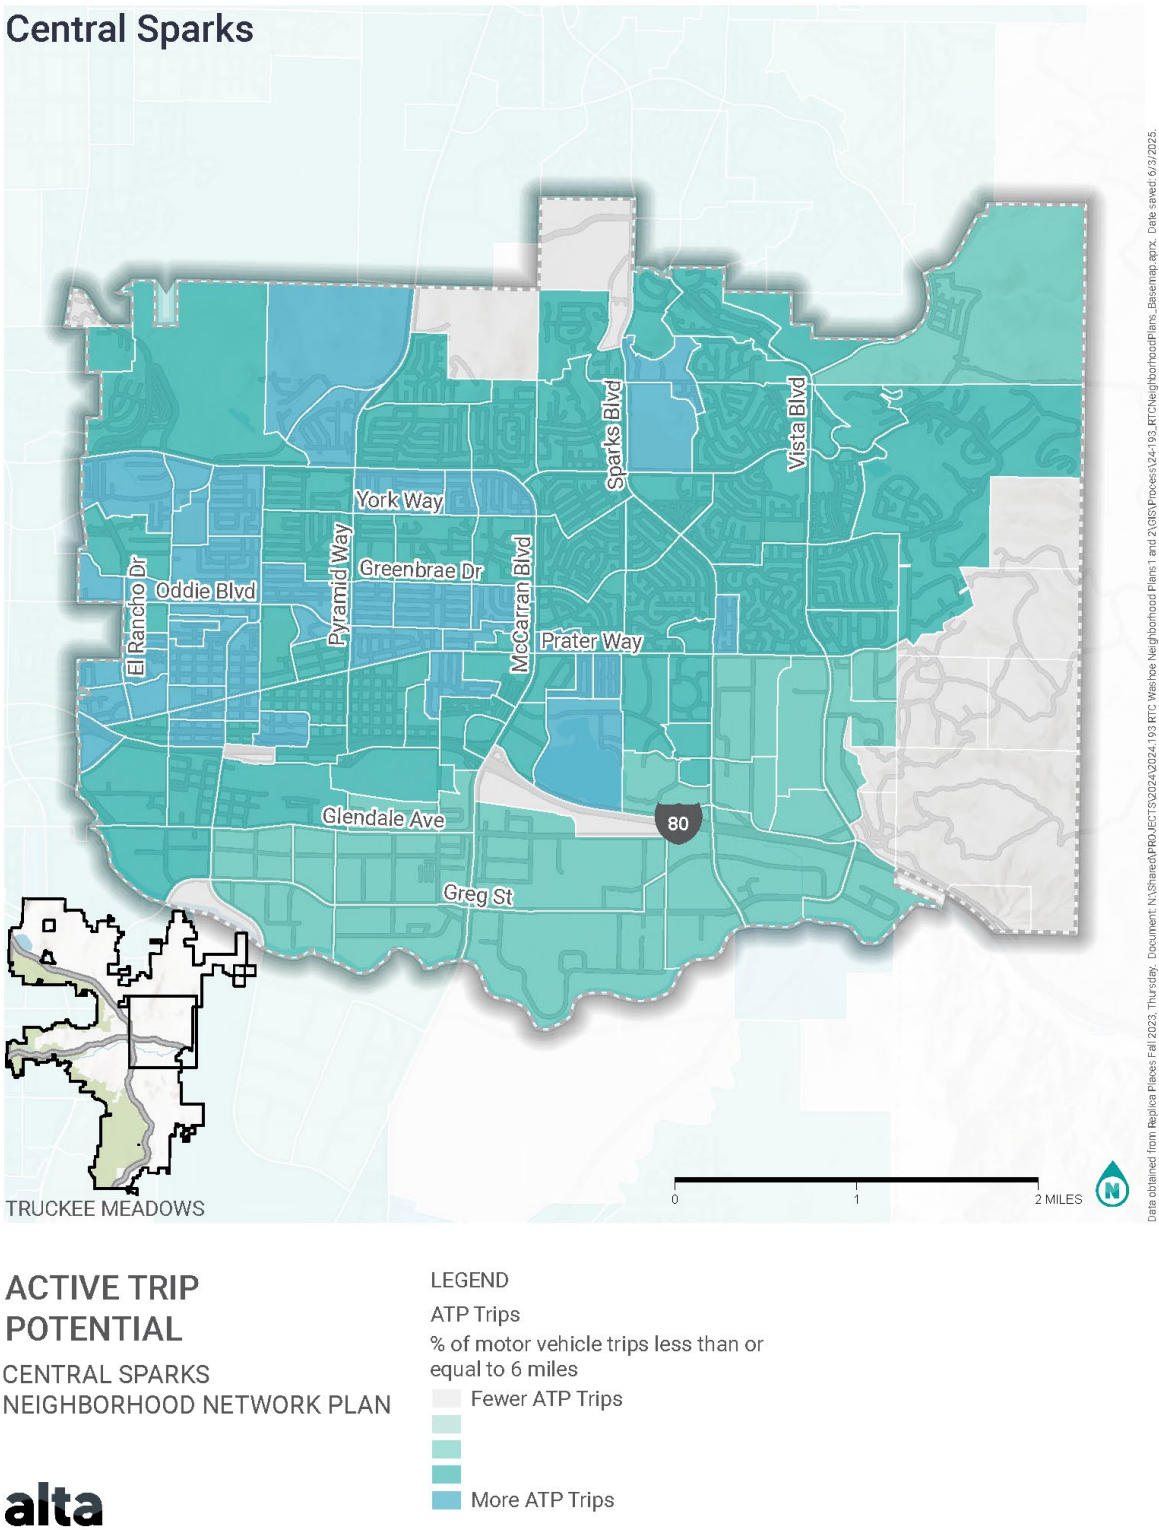 Central Sparks
Sparks Blvd
Vista Blvd
York Way
Pyramid Way
Greenbrae Dr
McCarran Blvd
El Rancho Dr
Oddie Blvd
Prater Way
Glendale Ave
80
Greg St
TRUCKEE MEADOWS
0 1 2 MILES
N
Data obtained from Replica Places Fall 2023, Thursday. Document: N:\Shared\PROJECTS\2024\2024.193 RTC Washoe Neighborhood Plans 1 and 2\GIS\Process\24-193_RTCNeighborhoodPlans_Basemap.aprx. Date saved: 6/3/2025.
ACTIVE TRIP
POTENTIAL
CENTRAL SPARKS
NEIGHBORHOOD NETWORK PLAN
alta
LEGEND
ATP Trips
% of motor vehicle trips less than or
equal to 6 miles
Fewer ATP Trips
More ATP Trips